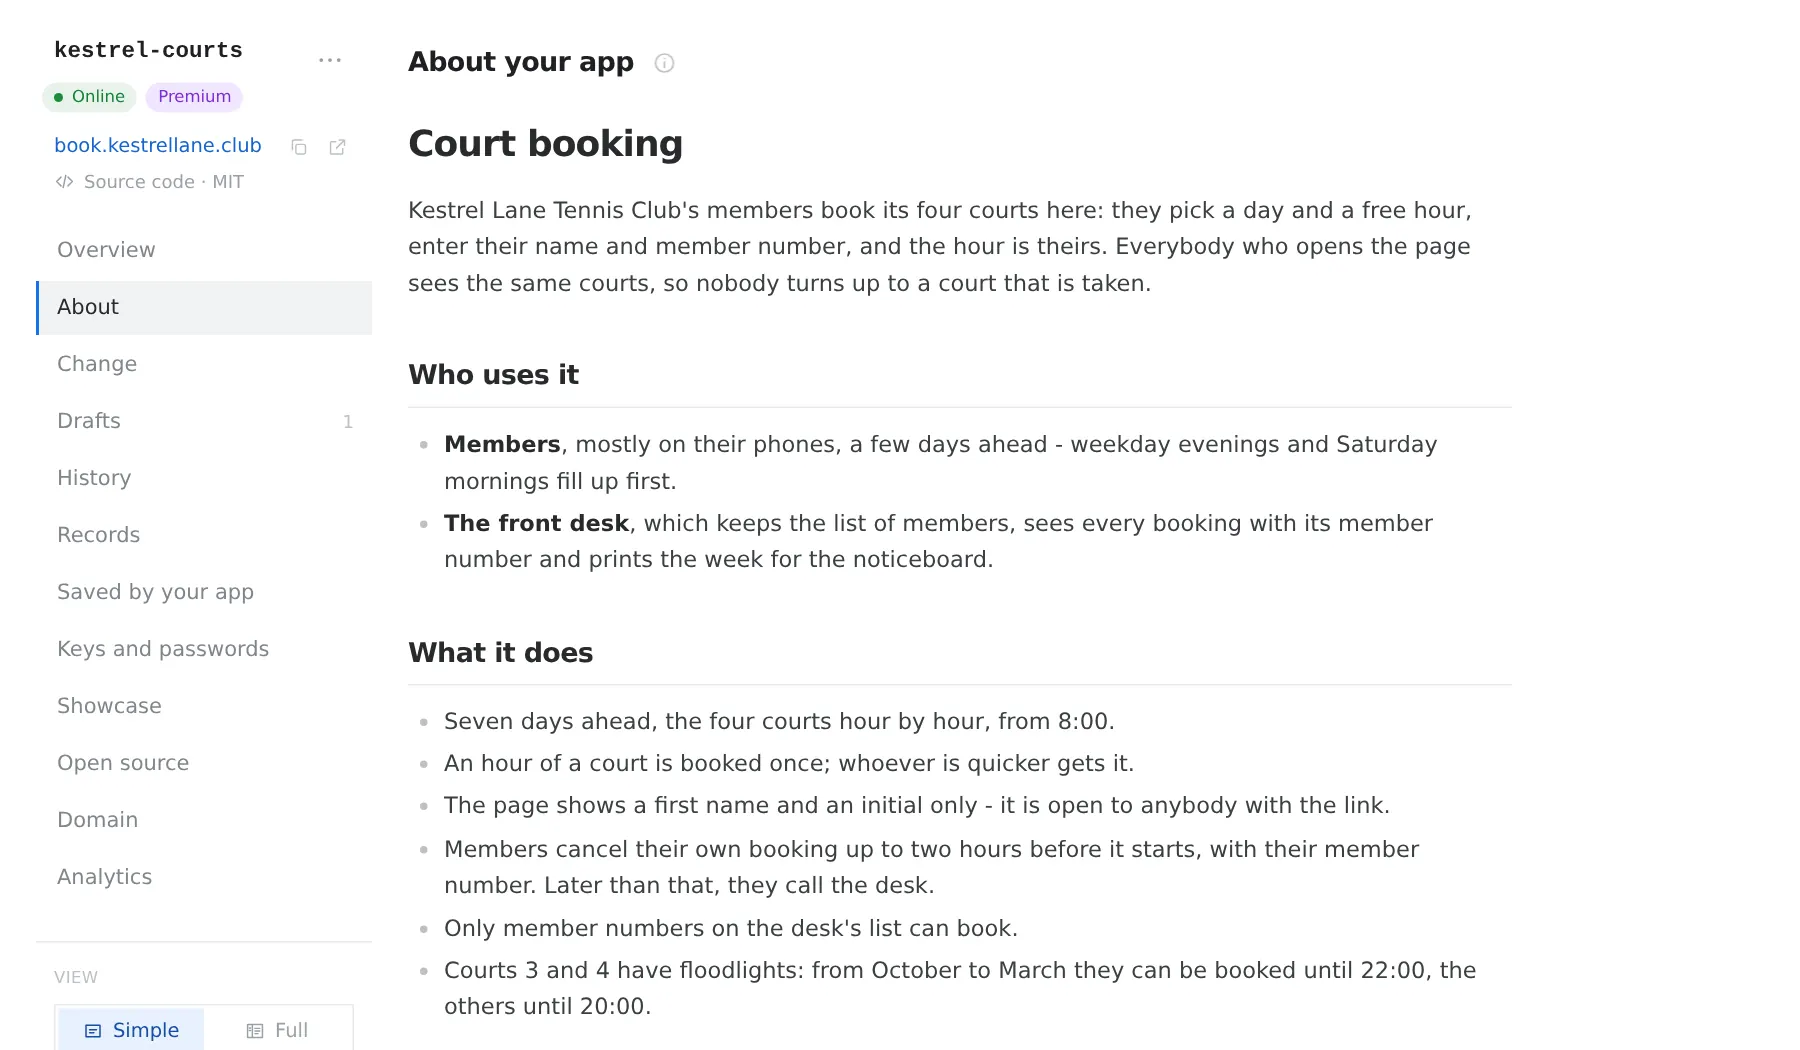 kestrel-courts
Online
Premium
book.kestrellane.club
Source code · MIT
Overview
About
Change
Drafts 1
History
Records
Saved by your app
Keys and passwords
Showcase
Open source
Domain
Analytics
VIEW
Simple
Full
About your app
Court booking
Kestrel Lane Tennis Club's members book its four courts here: they pick a day and a free hour,
enter their name and member number, and the hour is theirs. Everybody who opens the page
sees the same courts, so nobody turns up to a court that is taken.
Who uses it
Members, mostly on their phones, a few days ahead - weekday evenings and Saturday
mornings fill up first.
The front desk, which keeps the list of members, sees every booking with its member
number and prints the week for the noticeboard.
What it does
Seven days ahead, the four courts hour by hour, from 8:00.
An hour of a court is booked once; whoever is quicker gets it.
The page shows a first name and an initial only - it is open to anybody with the link.
Members cancel their own booking up to two hours before it starts, with their member
number. Later than that, they call the desk.
Only member numbers on the desk's list can book.
Courts 3 and 4 have floodlights: from October to March they can be booked until 22:00, the
others until 20:00.